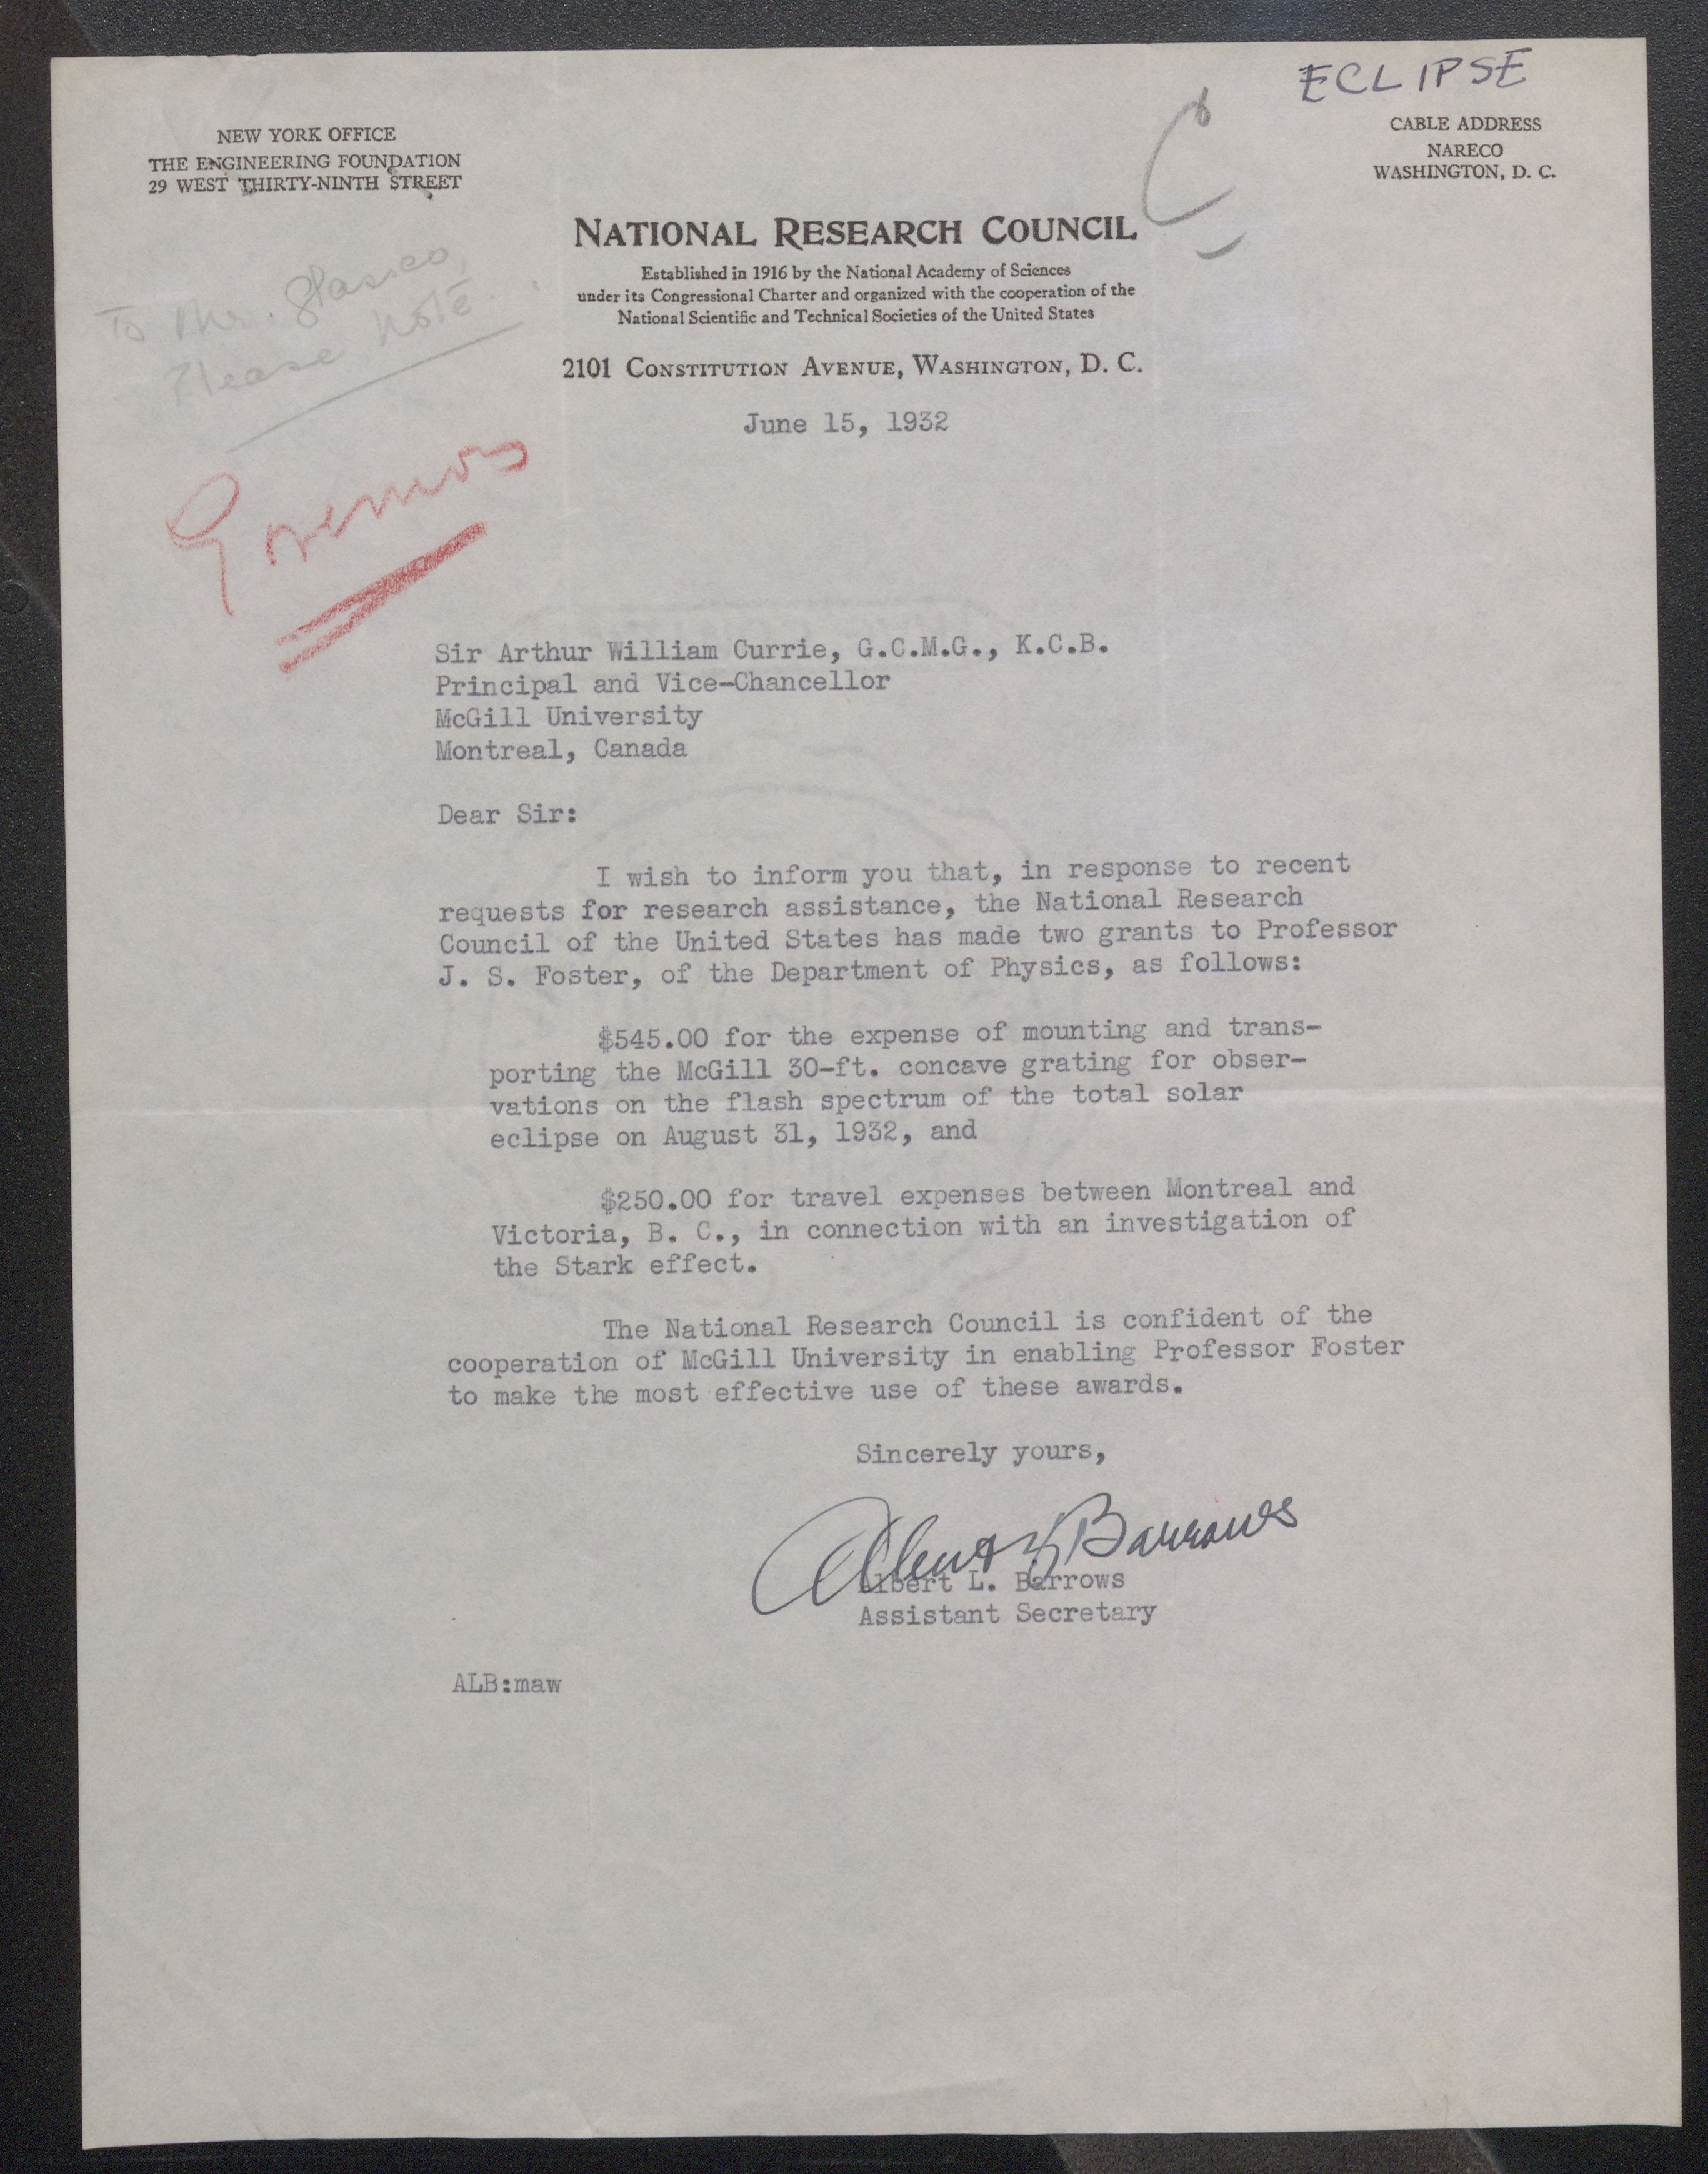 ECLIPSE
NEW YORK OFFICE
THE ENGINEERING FOUNDATION
29 WEST THIRTY-NINTH STREET
CABLE ADDRESS
NARECO
WASHINGTON, D. C.
C
NATIONAL RESEARCH COUNCIL
Established in 1916 by the National Academy of Sciences
under its Congressional Charter and organized with the cooperation of the
National Scientific and Technical Societies of the United States
2101 CONSTITUTION AVENUE, WASHINGTON, D. C.
To Mr. Glassco,
Please note
June 15, 1932
Governors
Sir Arthur William Currie, G.C.M.G., K.C.B.
Principal and Vice-Chancellor
McGill University
Montreal, Canada
Dear Sir:
I wish to inform you that, in response to recent
requests for research assistance, the National Research
Council of the United States has made two grants to Professor
J. S. Foster, of the Department of Physics, as follows:
$545.00 for the expense of mounting and trans-
porting the McGill 30-ft. concave grating for obser-
vations on the flash spectrum of the total solar
eclipse on August 31, 1932, and
$250.00 for travel expenses between Montreal and
Victoria, B. C., in connection with an investigation of
the Stark effect.
The National Research Council is confident of the
cooperation of McGill University in enabling Professor Foster
to make the most effective use of these awards.
Sincerely yours,
Albert L. Barrows
Albert L. Barrows
Assistant Secretary
ALB:maw